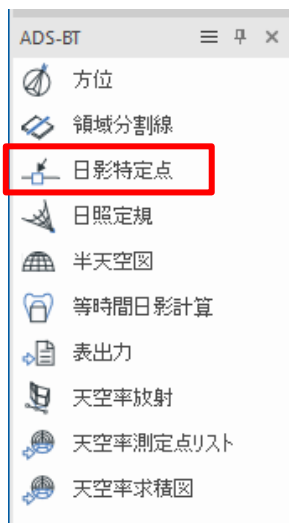 ADS-BT
方位
領域分割線
日影特定点
日照定規
半天空図
等時間日影計算
表出力
天空率放射
天空率測定点リスト
天空率求積図